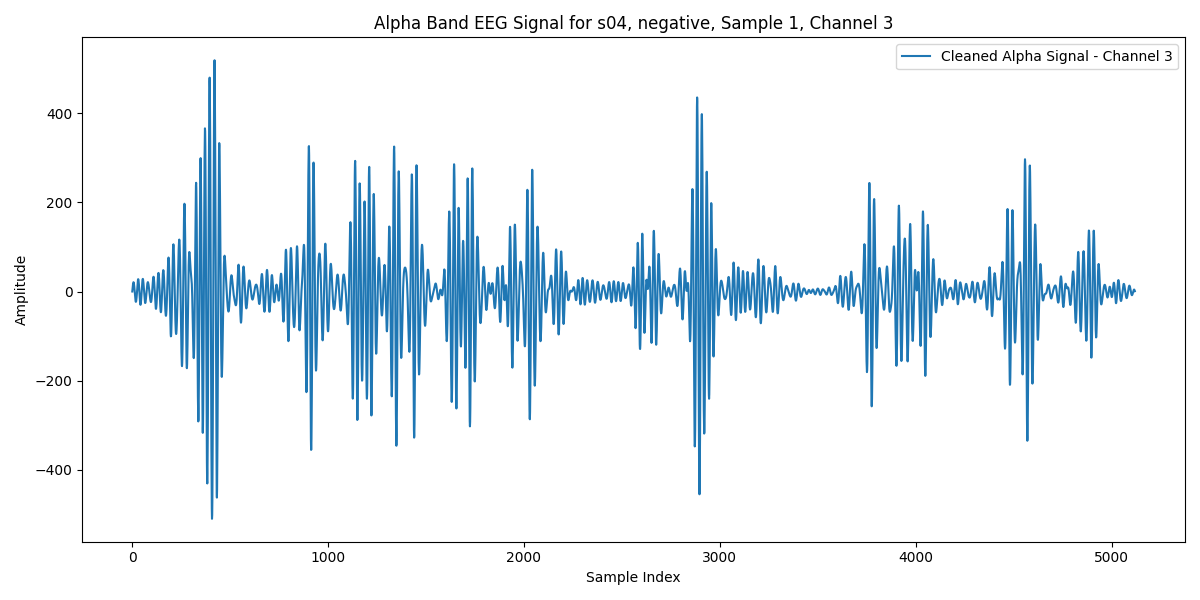 Alpha Band EEG Signal for s04, negative, Sample 1, Channel 3
Cleaned Alpha Signal - Channel 3
Amplitude
400
200
0
−200
−400
0 1000 2000 3000 4000 5000
Sample Index